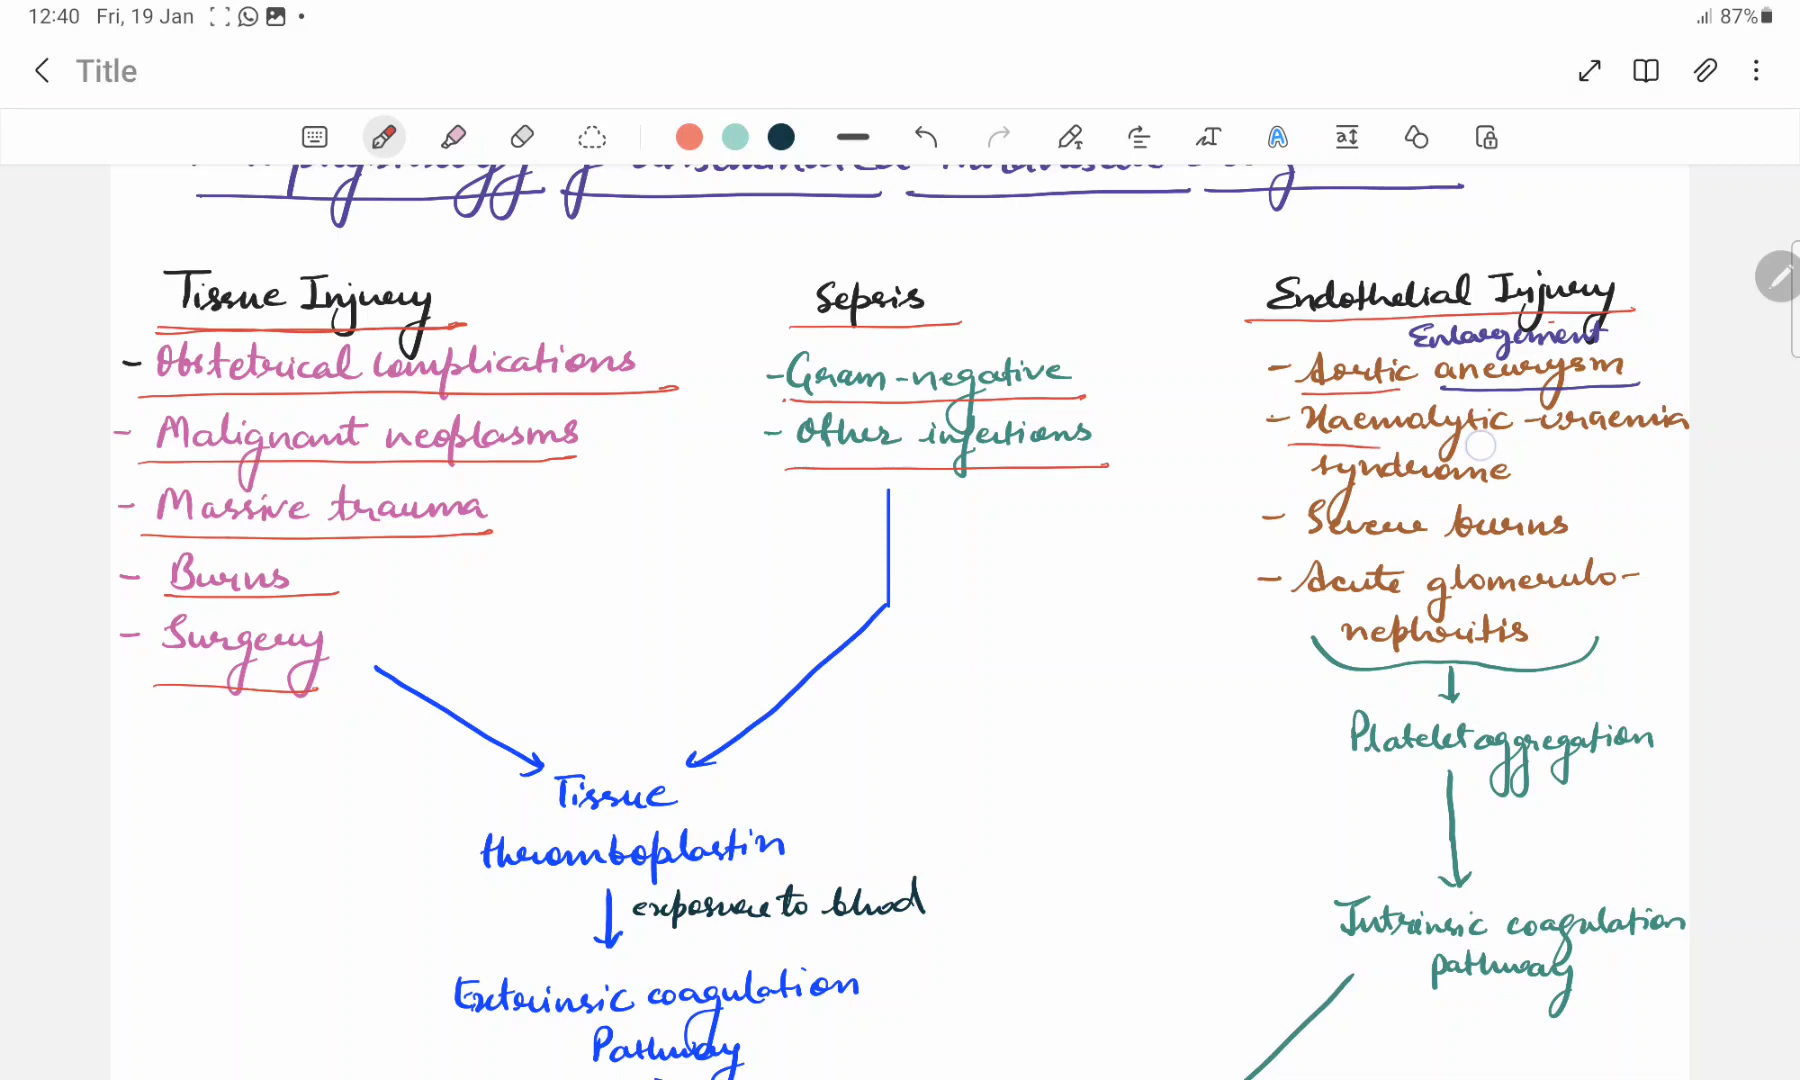 12:40 Fri, 19 Jan
87%
Title
Tissue Injury
- Obstetrical complications
- Malignant neoplasms
- Massive trauma
- Burns
- Surgery
Sepsis
- Gram-negative
- Other infections
Endothelial Injury
Enlargement
- Aortic aneurysm
- Haemolytic-uraemia
syndrome
- Severe burns
- Acute glomerulo-
nephritis
Platelet aggregation
Intrinsic coagulation
pathway
Tissue
thromboplastin
exposure to blood
Extrinsic coagulation
Pathway